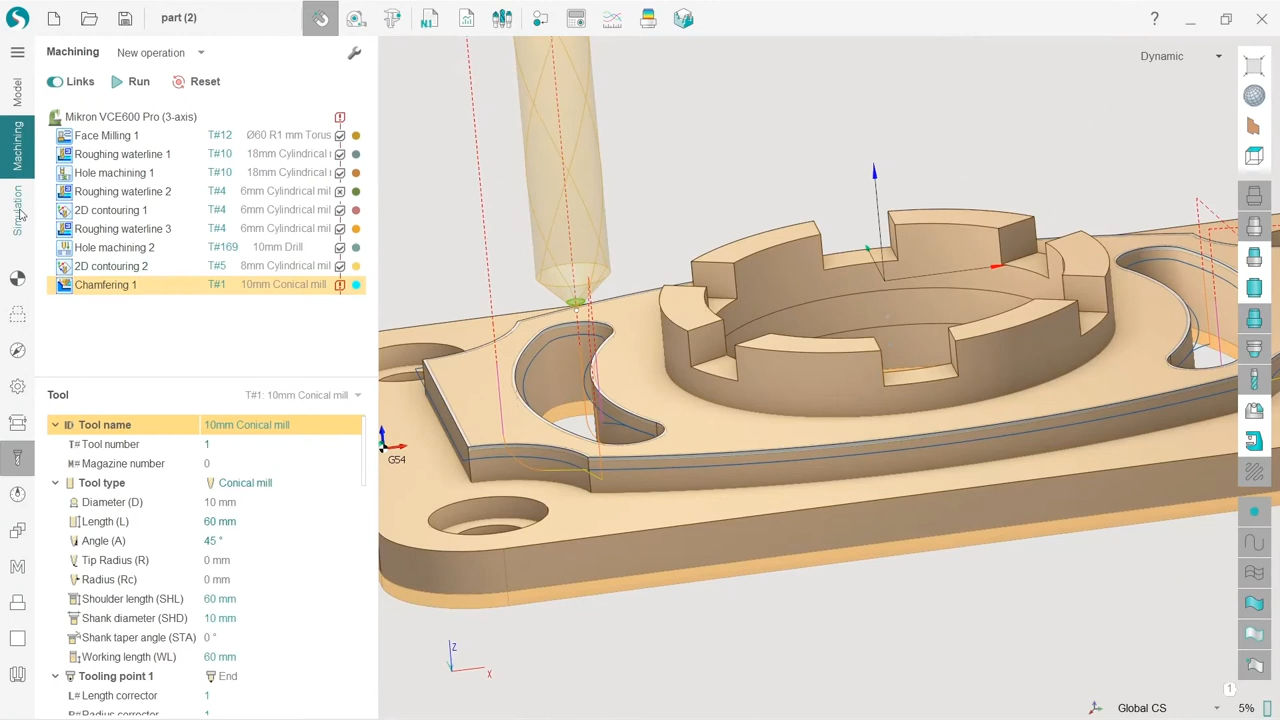 part (2)
?
Machining New operation
Links Run Reset
Model
Machining
Simulation
Mikron VCE600 Pro (3-axis)
Face Milling 1 T#12 Ø60 R1 mm Torus
Roughing waterline 1 T#10 18mm Cylindrical
Hole machining 1 T#10 18mm Cylindrical
Roughing waterline 2 T#4 6mm Cylindrical mil
2D contouring 1 T#4 6mm Cylindrical mil
Roughing waterline 3 T#4 6mm Cylindrical mil
Hole machining 2 T#169 10mm Drill
2D contouring 2 T#5 8mm Cylindrical mil
Chamfering 1 T#1 10mm Conical mill
Tool T#1: 10mm Conical mill
ID Tool name 10mm Conical mill
T# Tool number 1
M# Magazine number 0
Tool type Conical mill
Diameter (D) 10 mm
Length (L) 60 mm
Angle (A) 45 °
Tip Radius (R) 0 mm
Radius (Rc) 0 mm
Shoulder length (SHL) 60 mm
Shank diameter (SHD) 10 mm
Shank taper angle (STA) 0 °
Working length (WL) 60 mm
Tooling point 1 End
L# Length corrector 1
Dynamic
G54
Z
X
1
Global CS 5%